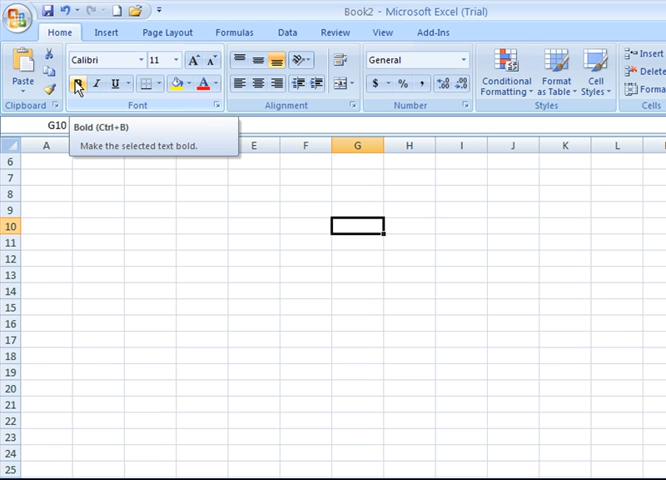 Book2 - Microsoft Excel (Trial)
Home Insert Page Layout Formulas Data Review View Add-Ins
Calibri 11 A A General Insert
Paste B I U A $ % , Conditional Formatting Format as Table Cell Styles Delete
Clipboard Font Alignment Number Styles Cells
G10
Bold (Ctrl+B)
Make the selected text bold.
A E F G H I J K L
6
7
8
9
10
11
12
13
14
15
16
17
18
19
20
21
22
23
24
25